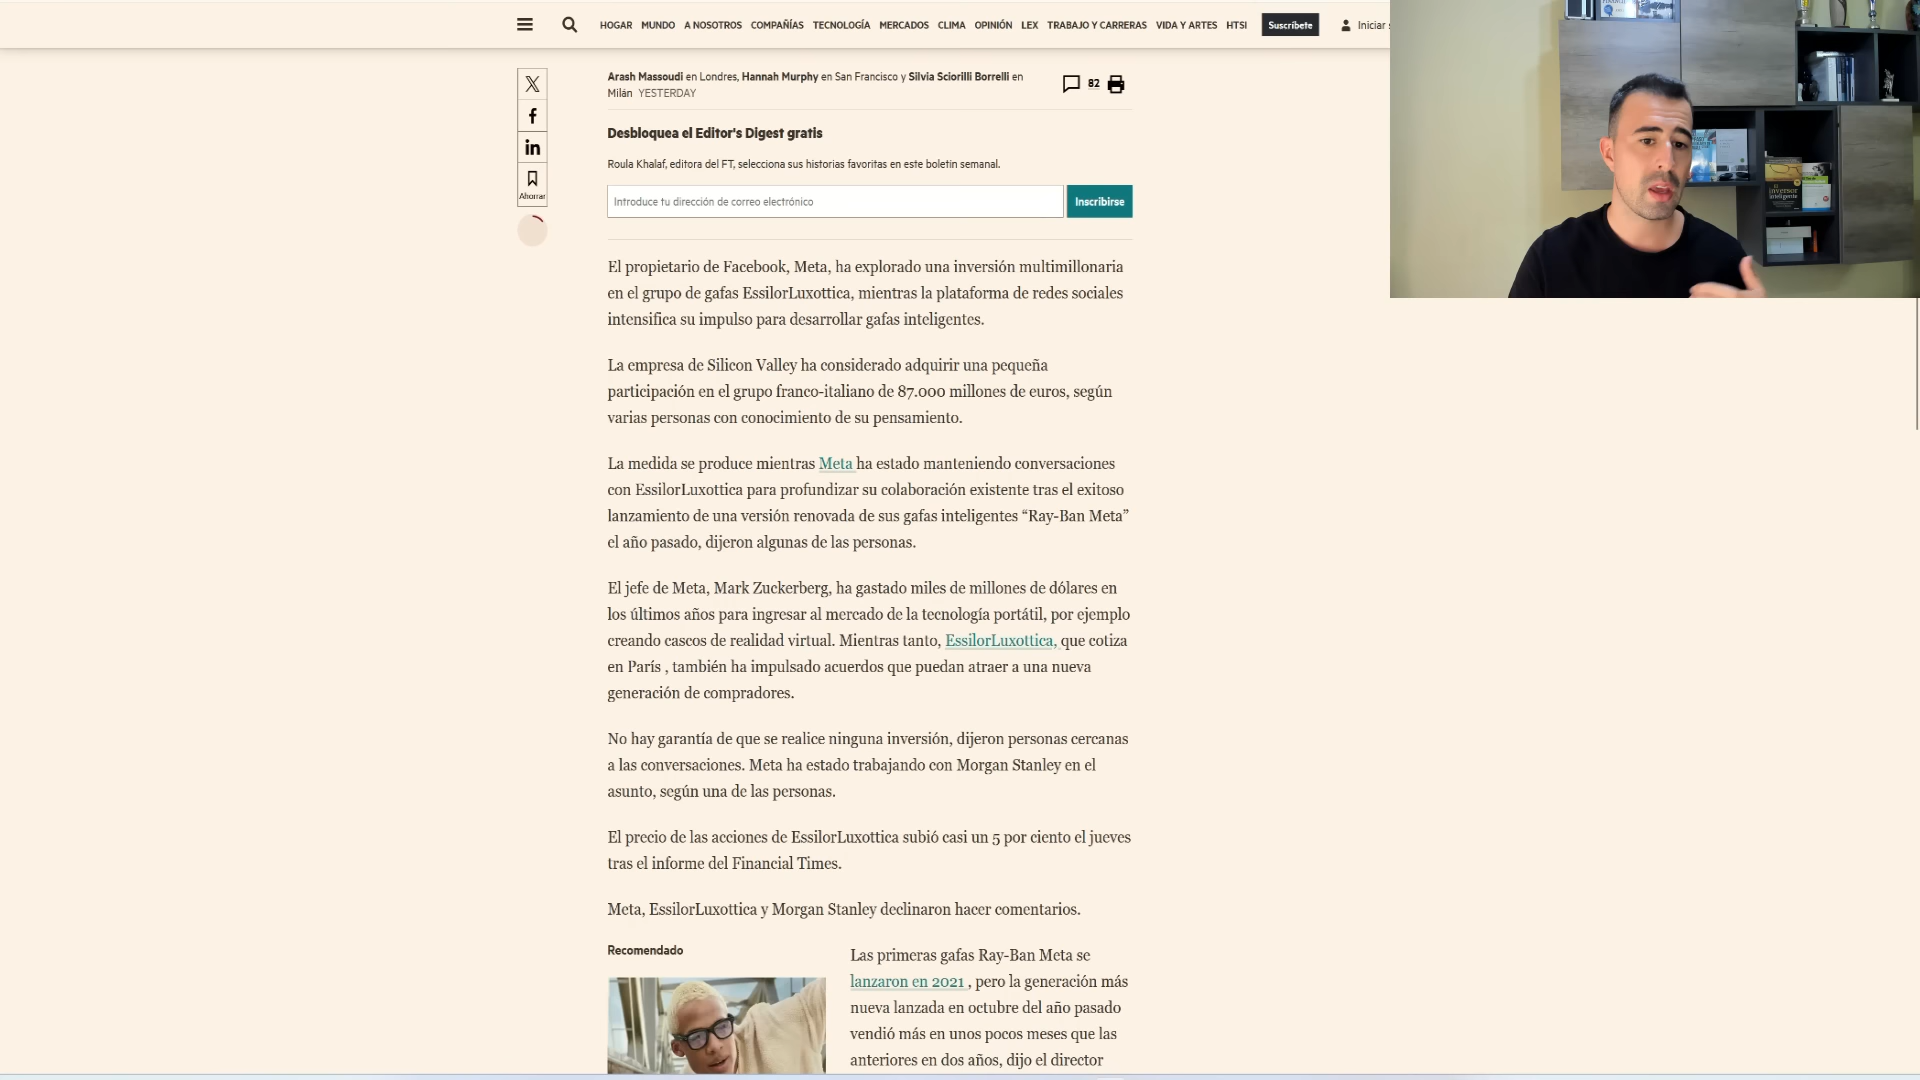 HOGAR MUNDO A NOSOTROS COMPAÑÍAS TECNOLOGÍA MERCADOS CLIMA OPINIÓN LEX TRABAJO Y CARRERAS VIDA Y ARTES HTSI Suscríbete Iniciar
Arash Massoudi en Londres, Hannah Murphy en San Francisco y Silvia Sciorilli Borrelli en
Milán YESTERDAY
82
Ahorrar
Desbloquea el Editor's Digest gratis
Roula Khalaf, editora del FT, selecciona sus historias favoritas en este boletín semanal.
Introduce tu dirección de correo electrónico
Inscribirse
El propietario de Facebook, Meta, ha explorado una inversión multimillonaria
en el grupo de gafas EssilorLuxottica, mientras la plataforma de redes sociales
intensifica su impulso para desarrollar gafas inteligentes.
La empresa de Silicon Valley ha considerado adquirir una pequeña
participación en el grupo franco-italiano de 87.000 millones de euros, según
varias personas con conocimiento de su pensamiento.
La medida se produce mientras Meta ha estado manteniendo conversaciones
con EssilorLuxottica para profundizar su colaboración existente tras el exitoso
lanzamiento de una versión renovada de sus gafas inteligentes “Ray-Ban Meta”
el año pasado, dijeron algunas de las personas.
El jefe de Meta, Mark Zuckerberg, ha gastado miles de millones de dólares en
los últimos años para ingresar al mercado de la tecnología portátil, por ejemplo
creando cascos de realidad virtual. Mientras tanto, EssilorLuxottica, que cotiza
en París , también ha impulsado acuerdos que puedan atraer a una nueva
generación de compradores.
No hay garantía de que se realice ninguna inversión, dijeron personas cercanas
a las conversaciones. Meta ha estado trabajando con Morgan Stanley en el
asunto, según una de las personas.
El precio de las acciones de EssilorLuxottica subió casi un 5 por ciento el jueves
tras el informe del Financial Times.
Meta, EssilorLuxottica y Morgan Stanley declinaron hacer comentarios.
Recomendado
Las primeras gafas Ray-Ban Meta se
lanzaron en 2021 , pero la generación más
nueva lanzada en octubre del año pasado
vendió más en unos pocos meses que las
anteriores en dos años, dijo el director
inversor
inteligente